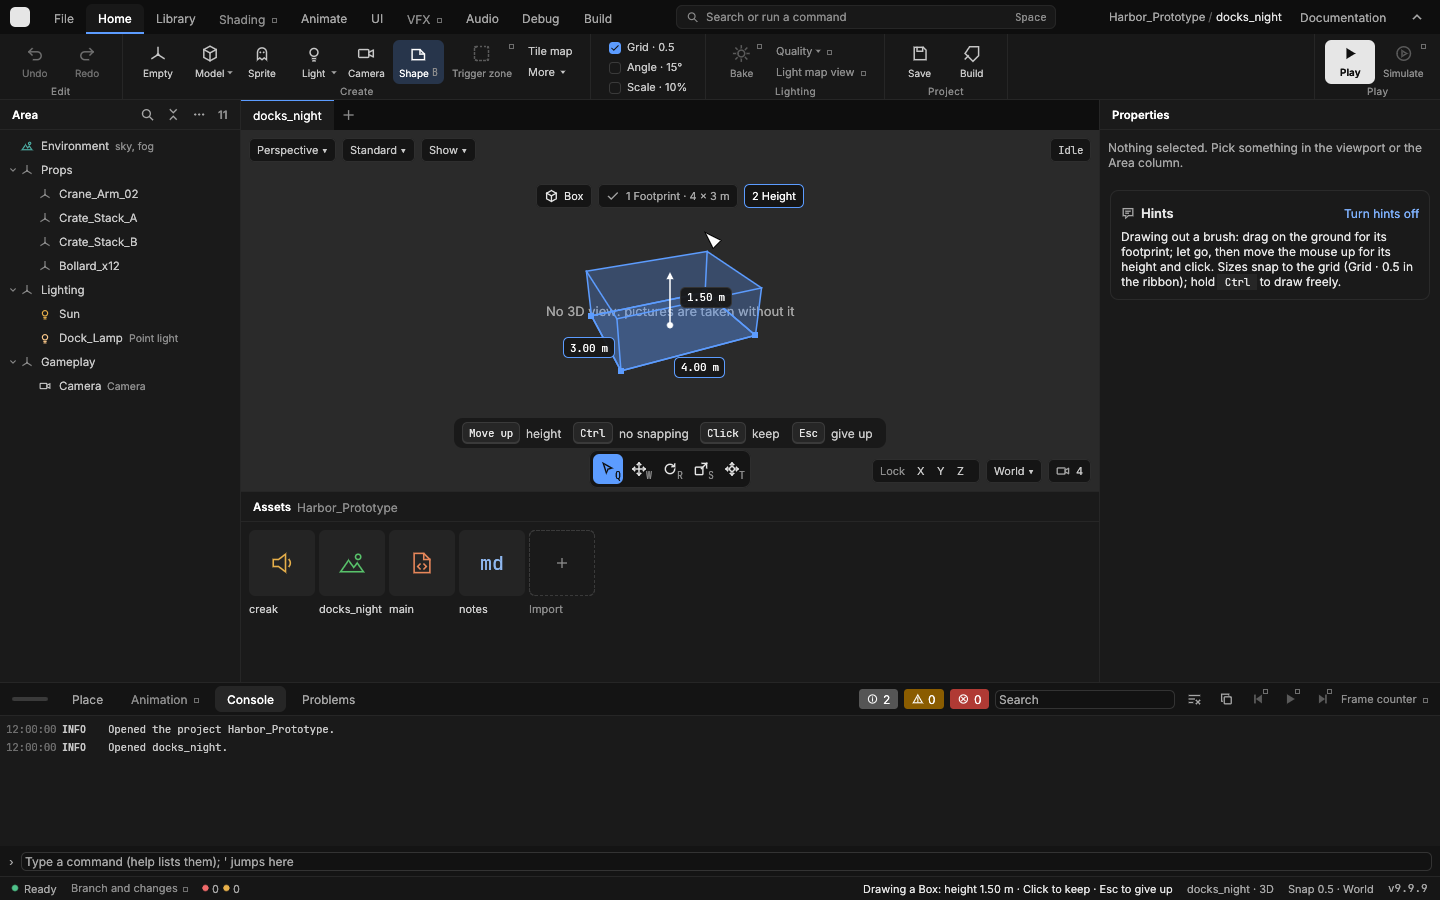 File Home Library Shading Animate UI VFX Audio Debug Build
Search or run a command Space
Harbor_Prototype / docks_night Documentation
Undo Redo
Edit
Empty Model Sprite Light Camera Shape B Trigger zone
Tile map
More
Create
Grid · 0.5
Angle · 15°
Scale · 10%
Bake
Quality
Light map view
Lighting
Save Build
Project
Play Simulate
Play
Area 11
Environment sky, fog
Props
Crane_Arm_02
Crate_Stack_A
Crate_Stack_B
Bollard_x12
Lighting
Sun
Dock_Lamp Point light
Gameplay
Camera Camera
docks_night
Perspective Standard Show
Idle
Box 1 Footprint · 4 × 3 m 2 Height
1.50 m
No 3D view: pictures are taken without it
3.00 m
4.00 m
Move up height Ctrl no snapping Click keep Esc give up
Q W R S T
Lock X Y Z World 4
Properties
Nothing selected. Pick something in the viewport or the
Area column.
Hints Turn hints off
Drawing out a brush: drag on the ground for its
footprint; let go, then move the mouse up for its
height and click. Sizes snap to the grid (Grid · 0.5 in
the ribbon); hold Ctrl to draw freely.
Assets Harbor_Prototype
md
creak docks_night main notes Import
Place Animation Console Problems
2 0 0 Search Frame counter
12:00:00 INFO Opened the project Harbor_Prototype.
12:00:00 INFO Opened docks_night.
› Type a command (help lists them); ' jumps here
Ready Branch and changes 0 0
Drawing a Box: height 1.50 m · Click to keep · Esc to give up docks_night · 3D Snap 0.5 · World v9.9.9